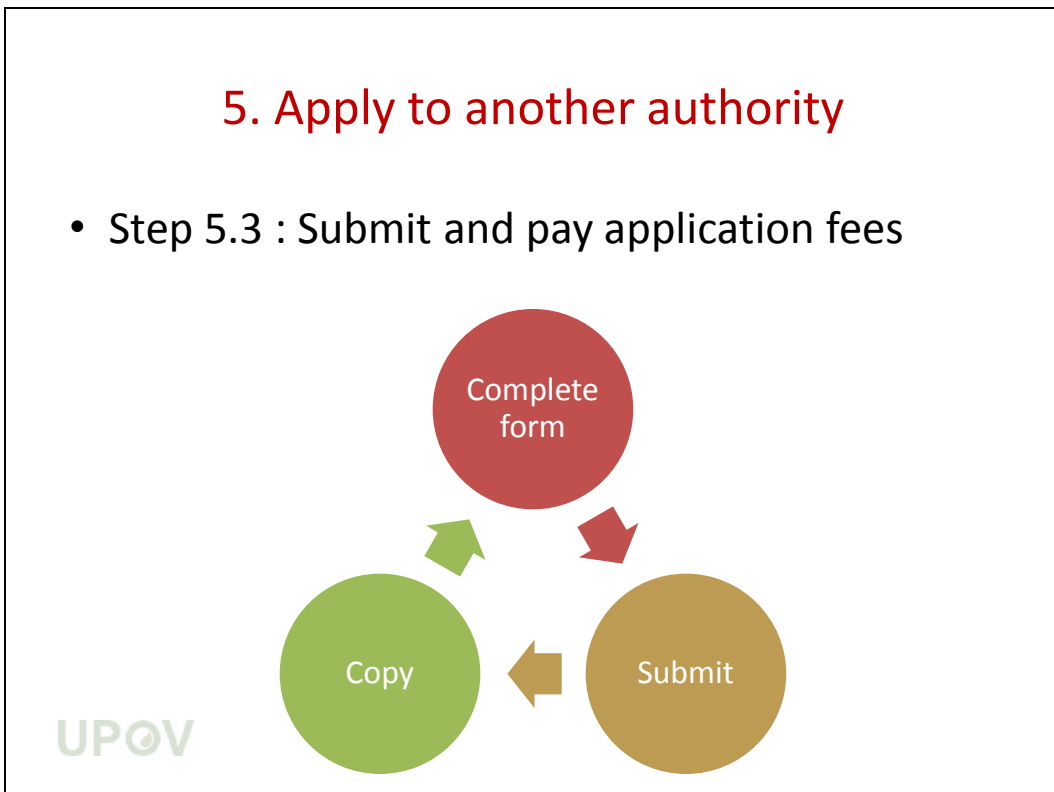 5. Apply to another authority
• Step 5.3 : Submit and pay application fees
Complete
form
Copy
Submit
UPOV